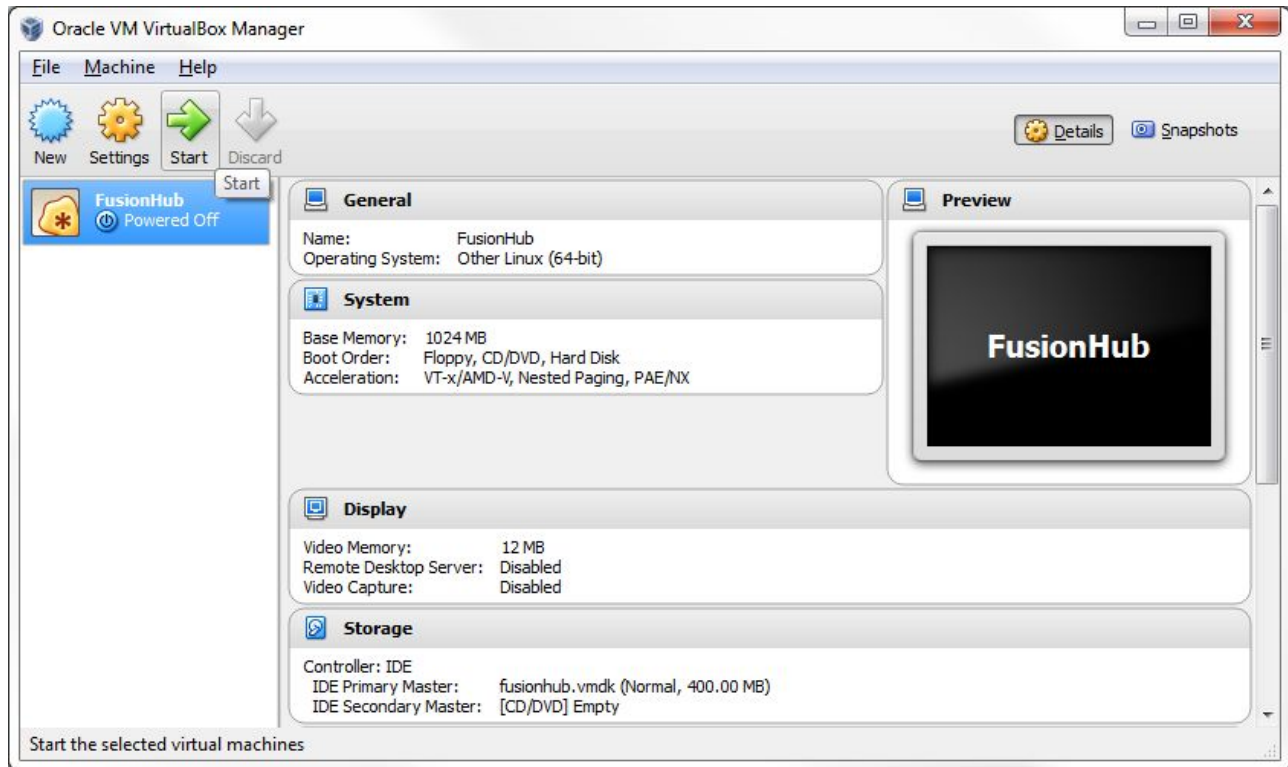 Oracle VM VirtualBox Manager
File Machine Help
New Settings Start Discard
Details Snapshots
Start
FusionHub
Powered Off
General
Name: FusionHub
Operating System: Other Linux (64-bit)
System
Base Memory: 1024 MB
Boot Order: Floppy, CD/DVD, Hard Disk
Acceleration: VT-x/AMD-V, Nested Paging, PAE/NX
Preview
FusionHub
Display
Video Memory: 12 MB
Remote Desktop Server: Disabled
Video Capture: Disabled
Storage
Controller: IDE
IDE Primary Master: fusionhub.vmdk (Normal, 400.00 MB)
IDE Secondary Master: [CD/DVD] Empty
Start the selected virtual machines